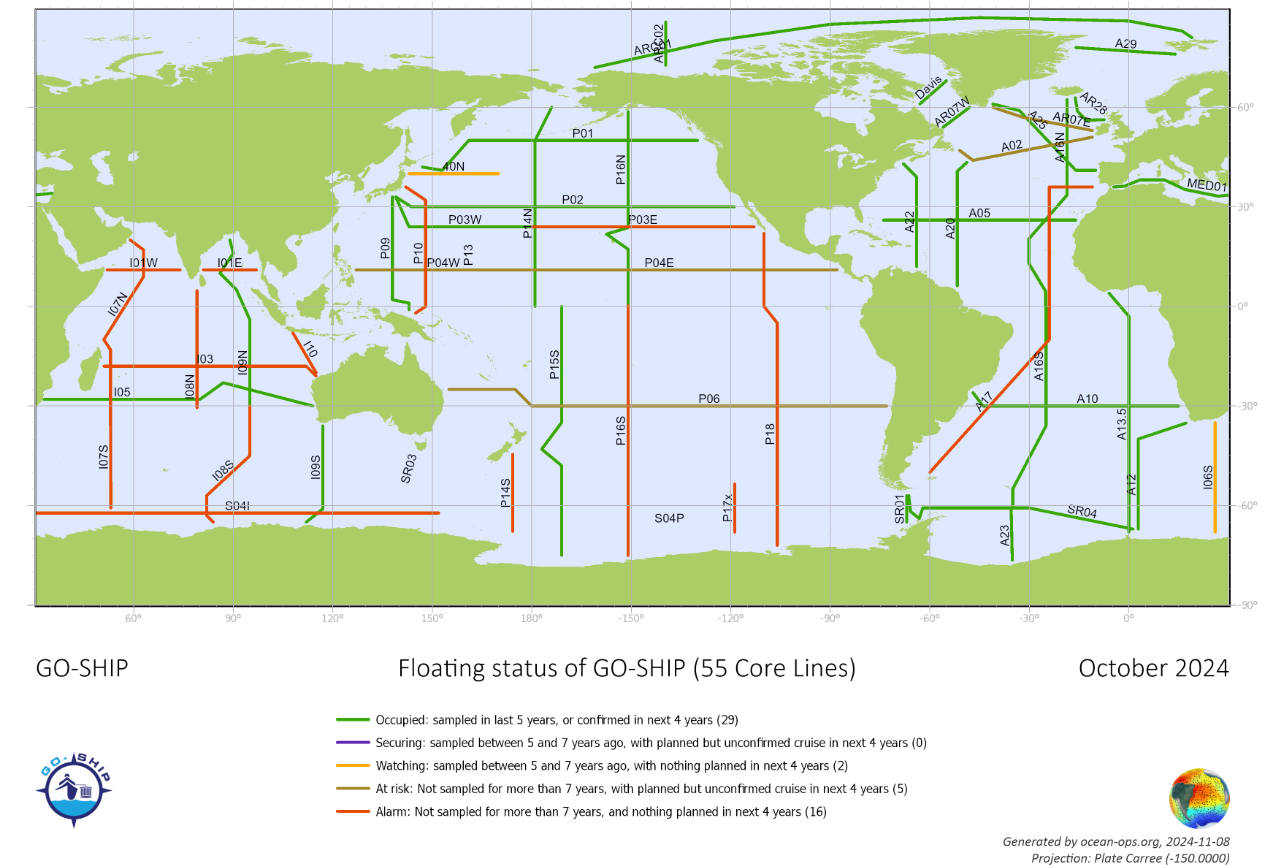 ARC02
ARC01
A29
Davis
AR28
AR07W
60°
A25
AR07E
P01
A16N
A02
40N
P16N
MED01
P02
30°
P03W
P14N
P03E
A22
A20
A05
P09
P10
P13
I01W
I01E
P04W
P04E
I07N
0°
I10
I03
I09N
P15S
A16S
I08N
I05
P06
A17
A10
-30°
A13.5
P16S
P18
I07S
I08S
I09S
SR03
P14S
P17x
A12
I06S
S04I
S04P
SR01
SR04
-60°
A23
-90°
60°
90°
120°
150°
180°
-150°
-120°
-90°
-60°
-30°
0°
GO-SHIP
Floating status of GO-SHIP (55 Core Lines)
October 2024
Occupied: sampled in last 5 years, or confirmed in next 4 years (29)
Securing: sampled between 5 and 7 years ago, with planned but unconfirmed cruise in next 4 years (0)
Watching: sampled between 5 and 7 years ago, with nothing planned in next 4 years (2)
At risk: Not sampled for more than 7 years, with planned but unconfirmed cruise in next 4 years (5)
Alarm: Not sampled for more than 7 years, and nothing planned in next 4 years (16)
GO-SHIP
Generated by ocean-ops.org, 2024-11-08
Projection: Plate Carree (-150.0000)